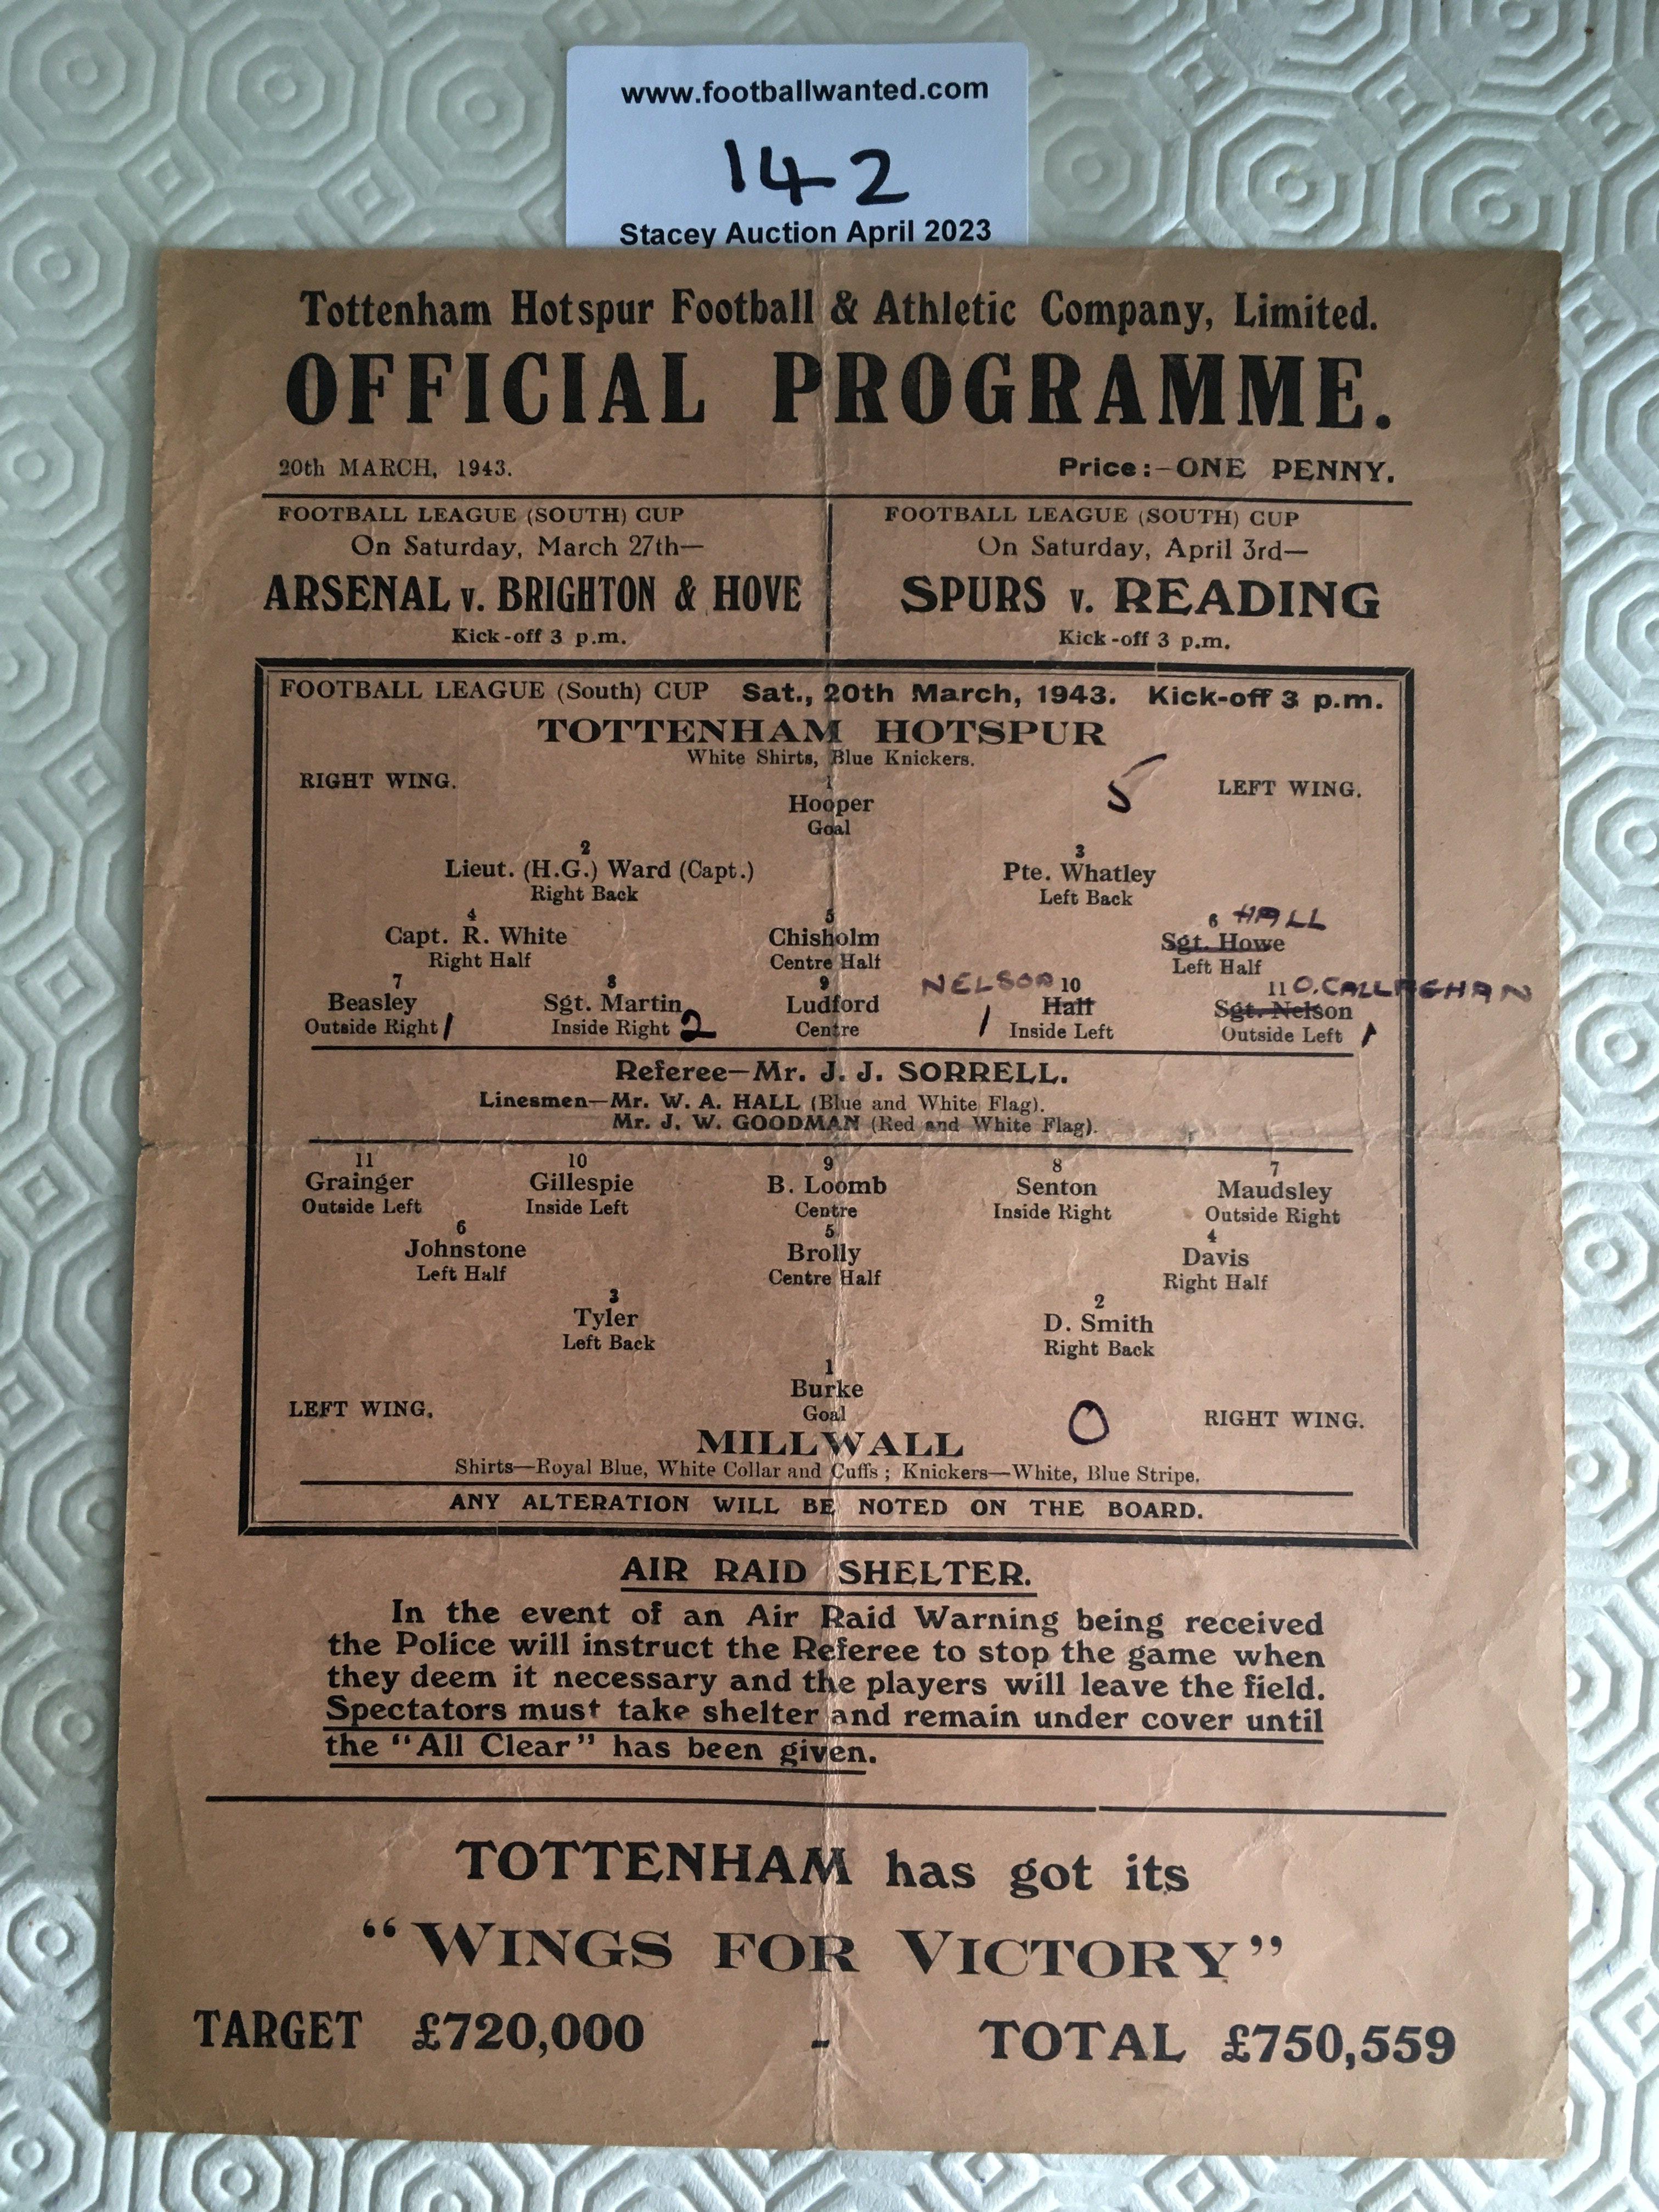 www.footballwanted.com
142
Stacey Auction April 2023
Tottenham Hotspur Football & Athletic Company, Limited.
OFFICIAL PROGRAMME.
20th MARCH, 1943. Price:-ONE PENNY.
FOOTBALL LEAGUE (SOUTH) CUP
On Saturday, March 27th—
ARSENAL v. BRIGHTON & HOVE
Kick-off 3 p.m.
FOOTBALL LEAGUE (SOUTH) CUP
On Saturday, April 3rd—
SPURS v. READING
Kick-off 3 p.m.
FOOTBALL LEAGUE (South) CUP Sat., 20th March, 1943. Kick-off 3 p.m.
TOTTENHAM HOTSPUR
White Shirts, Blue Knickers.
RIGHT WING. 1 5 LEFT WING.
Hooper
Goal
2 3
Lieut. (H.G.) Ward (Capt.) Pte. Whatley
Right Back Left Back
4 5 6 HALL
Capt. R. White Chisholm Sgt. Howe
Right Half Centre Half Left Half
7 8 9 NELSON 10 11 O.CALLAGHAN
Beasley Sgt. Martin Ludford Hall Sgt. Nelson
Outside Right 1 Inside Right 2 Centre 1 Inside Left Outside Left 1
Referee—Mr. J. J. SORRELL.
Linesmen—Mr. W. A. HALL (Blue and White Flag).
Mr. J. W. GOODMAN (Red and White Flag).
11 10 9 8 7
Grainger Gillespie B. Loomb Senton Maudsley
Outside Left Inside Left Centre Inside Right Outside Right
6 5 4
Johnstone Brolly Davis
Left Half Centre Half Right Half
3 2
Tyler D. Smith
Left Back Right Back
1
Burke
LEFT WING. Goal 0 RIGHT WING.
MILLWALL
Shirts—Royal Blue, White Collar and Cuffs ; Knickers—White, Blue Stripe.
ANY ALTERATION WILL BE NOTED ON THE BOARD.
AIR RAID SHELTER.
In the event of an Air Raid Warning being received
the Police will instruct the Referee to stop the game when
they deem it necessary and the players will leave the field.
Spectators must take shelter and remain under cover until
the "All Clear" has been given.
TOTTENHAM has got its
"WINGS FOR VICTORY"
TARGET £720,000 - TOTAL £750,559